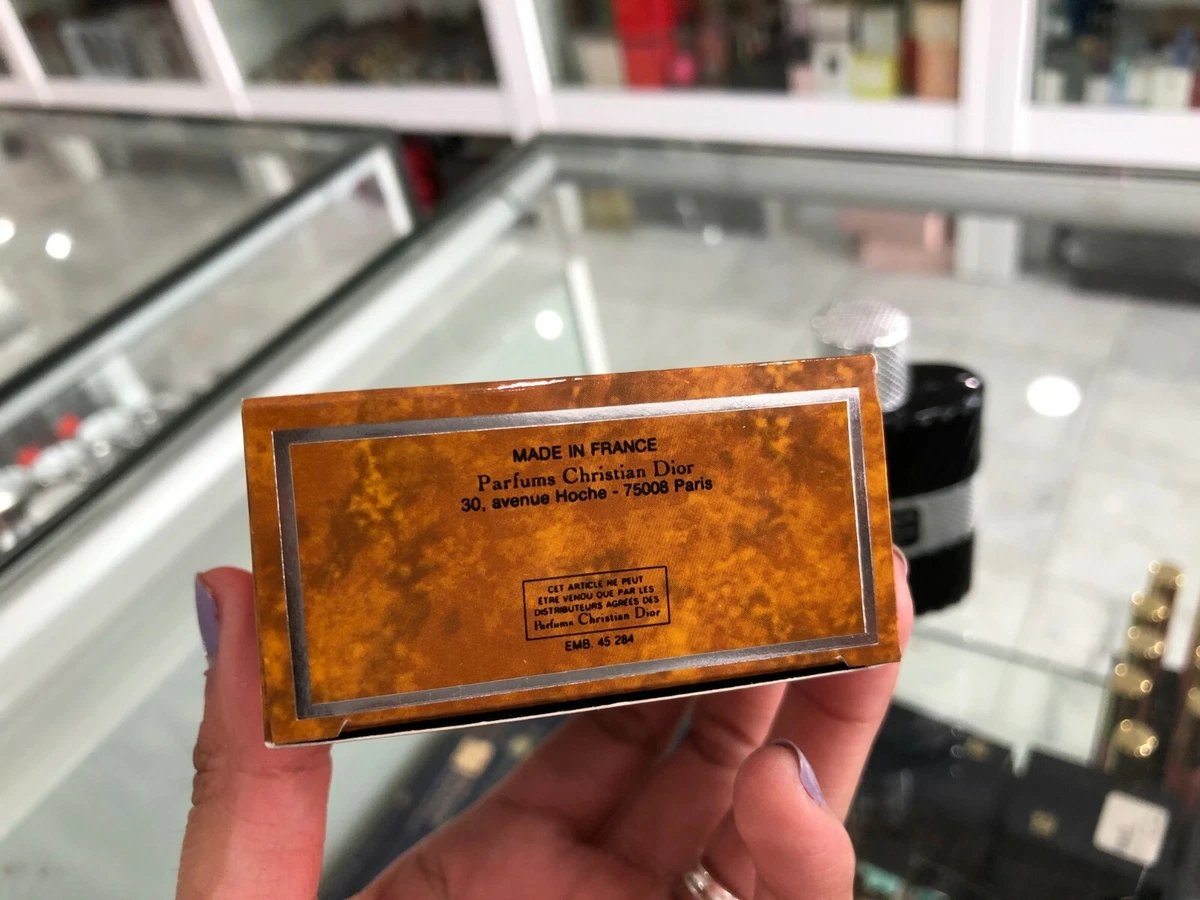 MADE IN FRANCE
Parfums Christian Dior
30, avenue Hoche - 75008 Paris
CET ARTICLE NE PEUT
ETRE VENDU QUE PAR LES
DISTRIBUTEURS AGRÉES DES
Parfums Christian Dior
EMB. 45 284